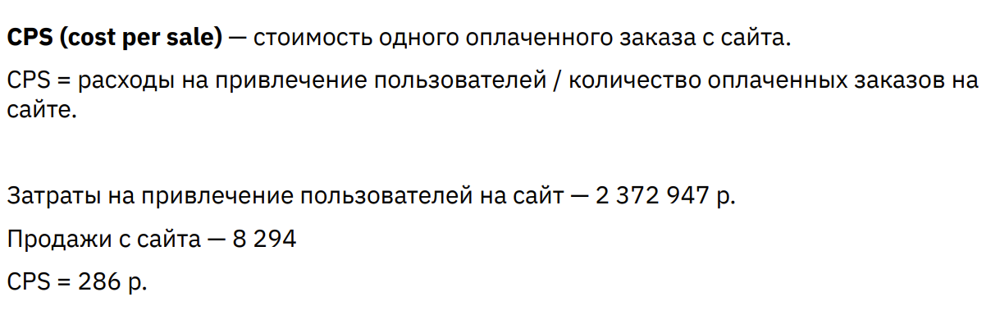 CPS (cost per sale) — стоимость одного оплаченного заказа с сайта.
CPS = расходы на привлечение пользователей / количество оплаченных заказов на
сайте.
Затраты на привлечение пользователей на сайт — 2 372 947 р.
Продажи с сайта — 8 294
CPS = 286 р.